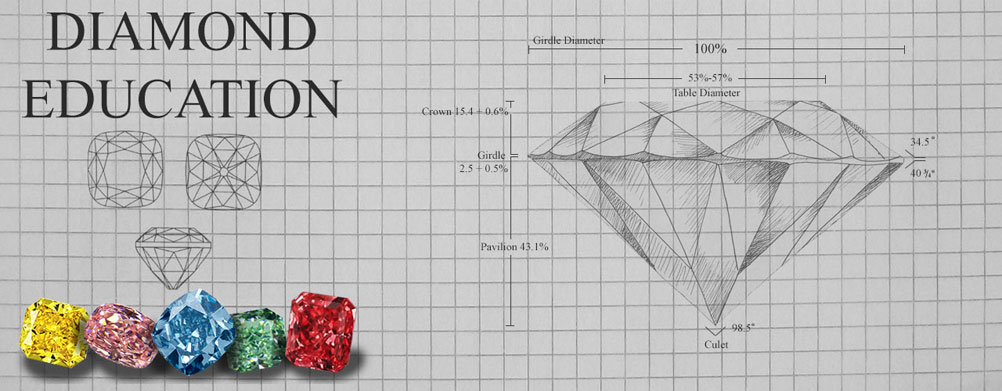 DIAMOND
EDUCATION
Girdle Diameter
100%
53%-57%
Table Diameter
Crown 15.4 - 0.6%
34.5°
Girdle
2.5 - 0.5%
40 ¾°
Pavilion 43.1%
98.5°
Culet